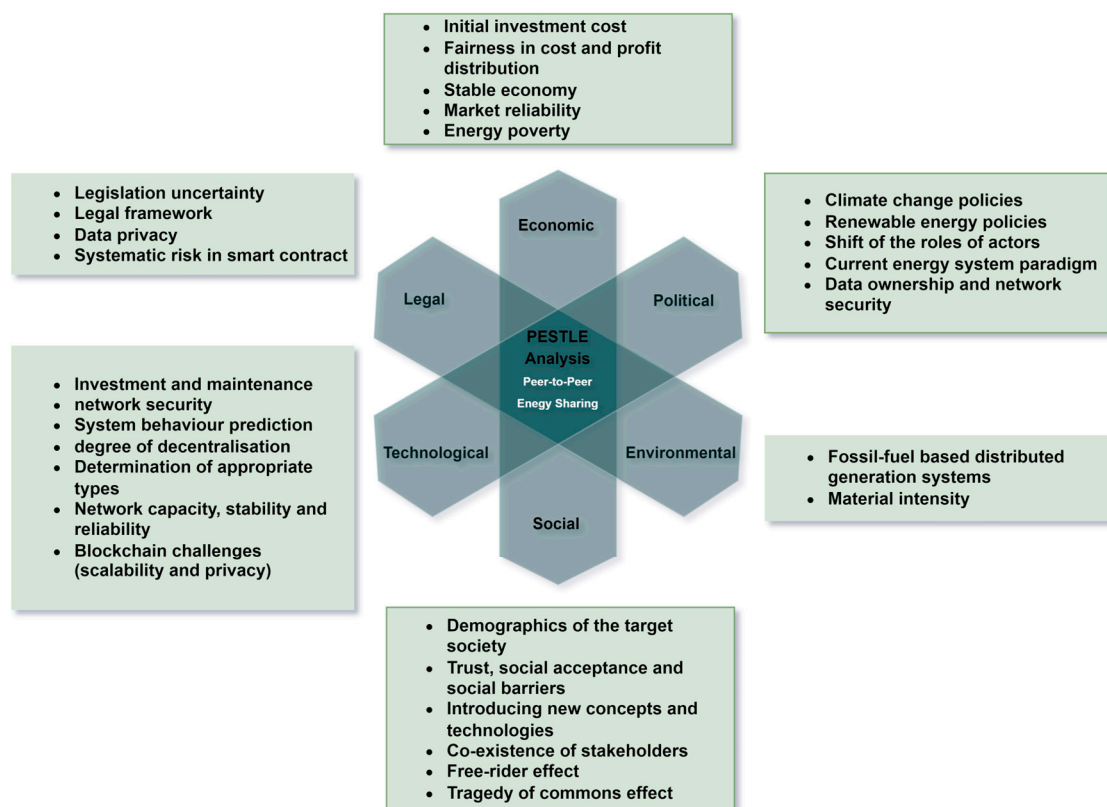 • Initial investment cost
• Fairness in cost and profit
distribution
• Stable economy
• Market reliability
• Energy poverty
• Legislation uncertainty
• Legal framework
• Data privacy
• Systematic risk in smart contract
Economic
Legal
Political
• Climate change policies
• Renewable energy policies
• Shift of the roles of actors
• Current energy system paradigm
• Data ownership and network
security
PESTLE
Analysis
Peer-to-Peer
Enegy Sharing
• Investment and maintenance
• network security
• System behaviour prediction
• degree of decentralisation
• Determination of appropriate
types
• Network capacity, stability and
reliability
• Blockchain challenges
(scalability and privacy)
Technological
Environmental
Social
• Fossil-fuel based distributed
generation systems
• Material intensity
• Demographics of the target
society
• Trust, social acceptance and
social barriers
• Introducing new concepts and
technologies
• Co-existence of stakeholders
• Free-rider effect
• Tragedy of commons effect